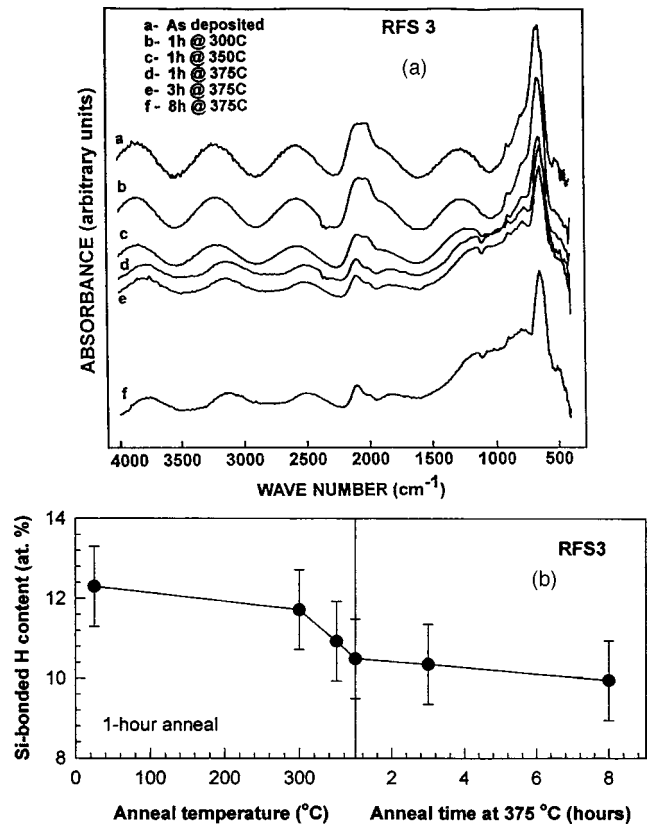 a- As deposited
b- 1h @ 300C
c- 1h @ 350C
d- 1h @ 375C
e- 3h @ 375C
f - 8h @ 375C
RFS 3
(a)
a
b
c
d
e
f
ABSORBANCE (arbitrary units)
4000 3500 3000 2500 2000 1500 1000 500
WAVE NUMBER (cm-1)
14
12
10
8
Si-bonded H content (at. %)
RFS3
(b)
1-hour anneal
0 100 200 300 2 4 6 8
Anneal temperature (°C) Anneal time at 375 °C (hours)